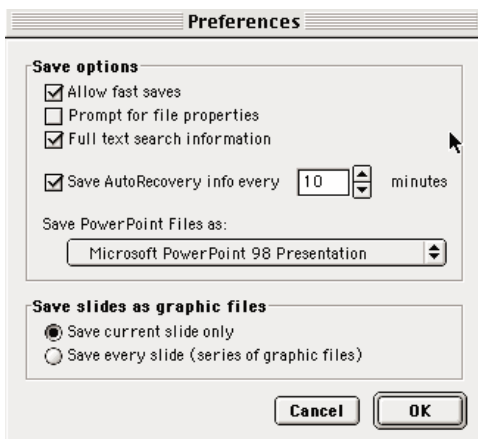 Preferences
Save options
Allow fast saves
Prompt for file properties
Full text search information
Save AutoRecovery info every 10 minutes
Save PowerPoint Files as:
Microsoft PowerPoint 98 Presentation
Save slides as graphic files
Save current slide only
Save every slide (series of graphic files)
Cancel OK